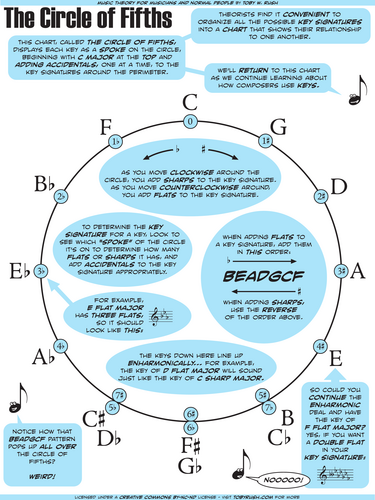 MUSIC THEORY FOR MUSICIANS AND NORMAL PEOPLE BY TOBY W. RUSH
The Circle of Fifths
THEORISTS FIND IT CONVENIENT TO
ORGANIZE ALL THE POSSIBLE KEY SIGNATURES
INTO A CHART THAT SHOWS THEIR RELATIONSHIP
TO ONE ANOTHER.
THIS CHART, CALLED THE CIRCLE OF FIFTHS,
DISPLAYS EACH KEY AS A SPOKE ON THE CIRCLE,
BEGINNING WITH C MAJOR AT THE TOP AND
ADDING ACCIDENTALS, ONE AT A TIME, TO THE
KEY SIGNATURES AROUND THE PERIMETER.
WE'LL RETURN TO THIS CHART
AS WE CONTINUE LEARNING ABOUT
HOW COMPOSERS USE KEYS.
C
0
F
1♭
G
1♯
♭ ♯
AS YOU MOVE CLOCKWISE AROUND THE
CIRCLE, YOU ADD SHARPS TO THE KEY SIGNATURE.
AS YOU MOVE COUNTERCLOCKWISE AROUND,
YOU ADD FLATS TO THE KEY SIGNATURE.
B♭
2♭
D
2♯
TO DETERMINE THE KEY
SIGNATURE FOR A KEY, LOOK TO
SEE WHICH "SPOKE" OF THE CIRCLE
IT'S ON TO DETERMINE HOW MANY
FLATS OR SHARPS IT HAS, AND
ADD ACCIDENTALS TO THE KEY
SIGNATURE APPROPRIATELY.
WHEN ADDING FLATS TO
A KEY SIGNATURE, ADD THEM
IN THIS ORDER:
♭
BEADGCF
♯
WHEN ADDING SHARPS,
USE THE REVERSE
OF THE ORDER ABOVE.
E♭
3♭
A
3♯
FOR EXAMPLE,
E FLAT MAJOR
HAS THREE FLATS,
SO IT SHOULD
LOOK LIKE THIS:
A♭
4♭
E
4♯
THE KEYS DOWN HERE LINE UP
ENHARMONICALLY... FOR EXAMPLE,
THE KEY OF D FLAT MAJOR WILL SOUND
JUST LIKE THE KEY OF C SHARP MAJOR.
7♯
5♭
C♯
D♭
6♯
6♭
F♯
G♭
5♯
7♭
B
C♭
SO COULD YOU
CONTINUE THE
ENHARMONIC
DEAL AND HAVE
THE KEY OF
F FLAT MAJOR?
YES, IF YOU WANT
A DOUBLE FLAT
IN YOUR
KEY SIGNATURE:
NOTICE HOW THAT
BEADGCF PATTERN
POPS UP ALL OVER
THE CIRCLE OF
FIFTHS?
WEIRD!
NOOOOO!
LICENSED UNDER A CREATIVE COMMONS BY-NC-ND LICENSE - VISIT TOBYRUSH.COM FOR MORE